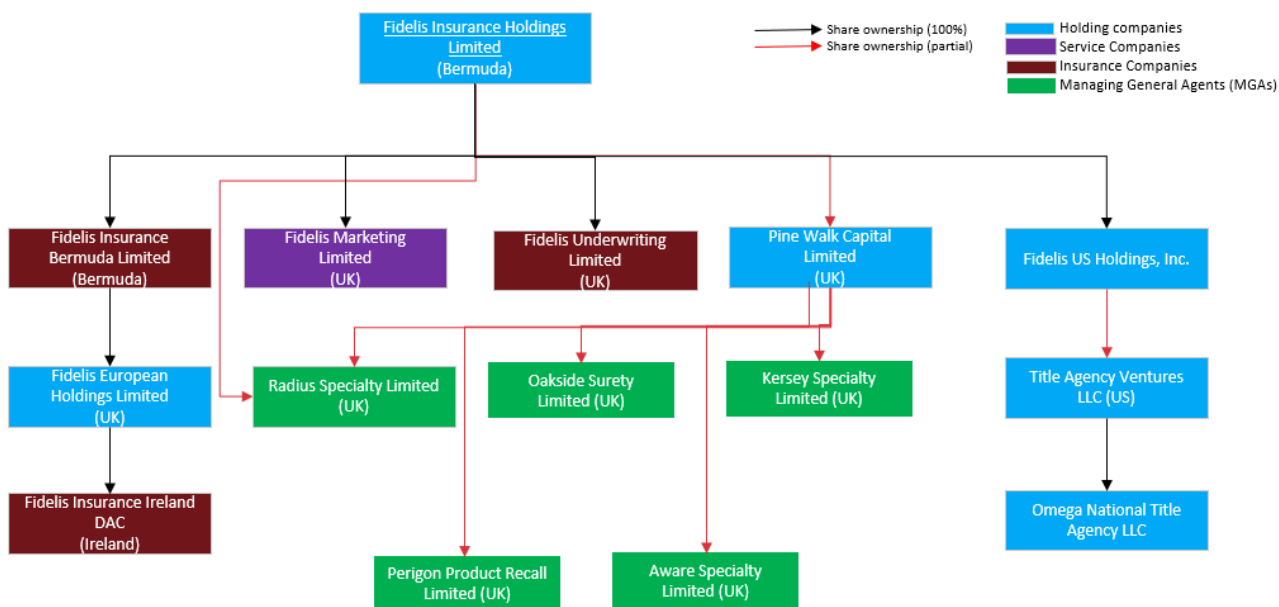 Fidelis Insurance Holdings
Limited
(Bermuda)
Share ownership (100%)
Share ownership (partial)
Holding companies
Service Companies
Insurance Companies
Managing General Agents (MGAs)
Fidelis Insurance
Bermuda Limited
(Bermuda)
Fidelis Marketing
Limited
(UK)
Fidelis Underwriting
Limited
(UK)
Pine Walk Capital
Limited
(UK)
Fidelis US Holdings, Inc.
Fidelis European
Holdings Limited
(UK)
Radius Specialty Limited
(UK)
Oakside Surety
Limited (UK)
Kersey Specialty
Limited (UK)
Title Agency Ventures
LLC (US)
Fidelis Insurance Ireland
DAC
(Ireland)
Omega National Title
Agency LLC
Perigon Product Recall
Limited (UK)
Aware Specialty
Limited (UK)